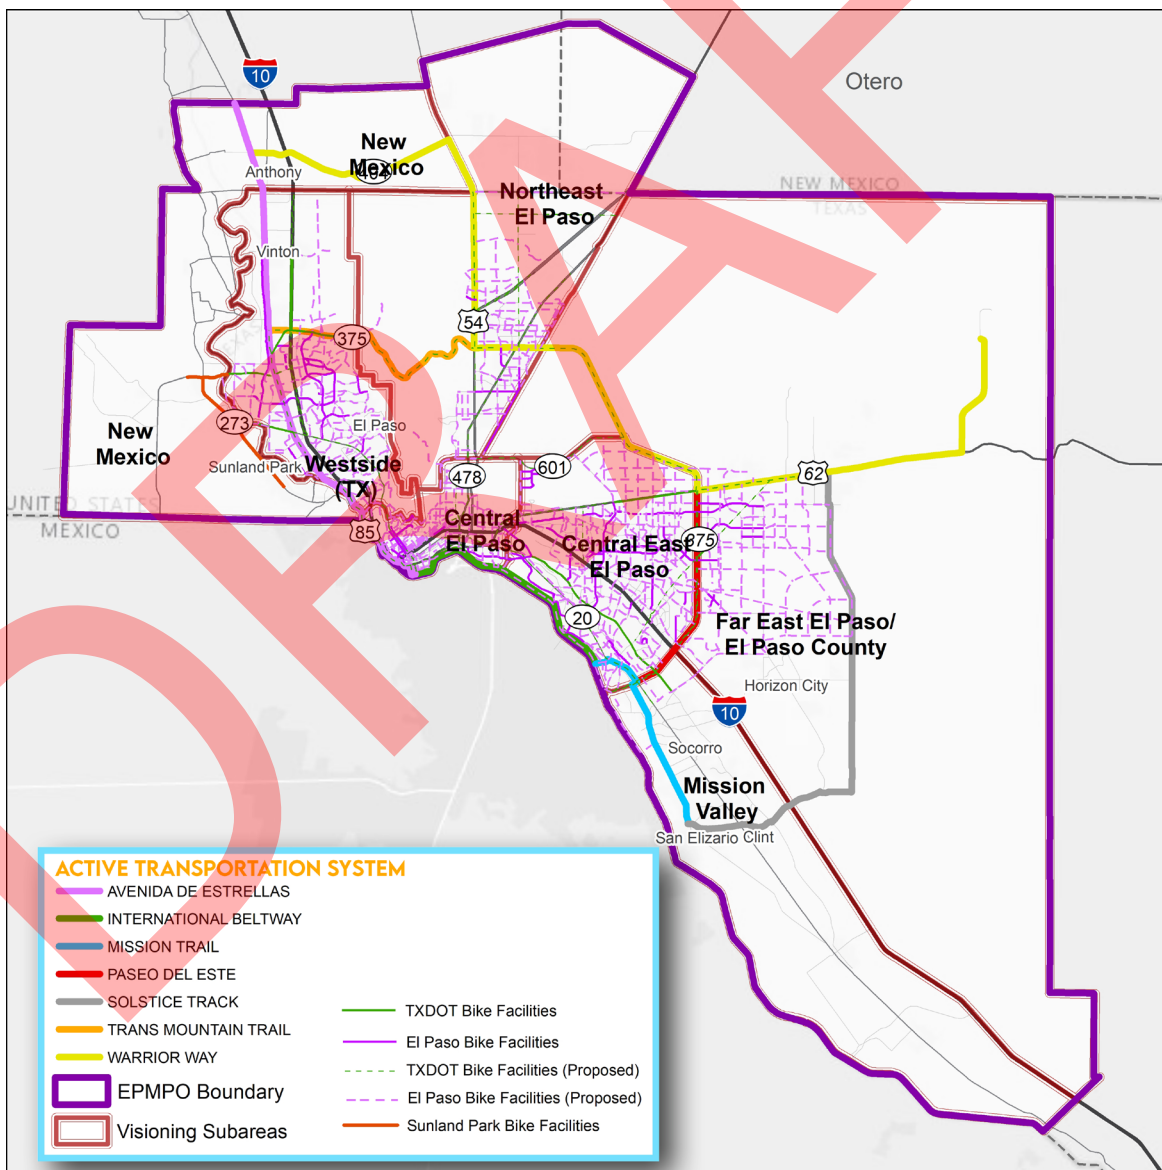 10
Otero
New
Mexico
404
Anthony
NEW MEXICO
TEXAS
Northeast
El Paso
Vinton
54
375
273
El Paso
New
Mexico
Sunland Park
Westside
(TX)
478
601
62
UNITED STATES
MEXICO
85
Central
El Paso
Central East
El Paso
375
20
Far East El Paso/
El Paso County
Horizon City
10
Socorro
Mission
Valley
San Elizario Clint
DRAFT
ACTIVE TRANSPORTATION SYSTEM
AVENIDA DE ESTRELLAS
INTERNATIONAL BELTWAY
MISSION TRAIL
PASEO DEL ESTE
SOLSTICE TRACK
TRANS MOUNTAIN TRAIL
WARRIOR WAY
EPMPO Boundary
Visioning Subareas
TXDOT Bike Facilities
El Paso Bike Facilities
TXDOT Bike Facilities (Proposed)
El Paso Bike Facilities (Proposed)
Sunland Park Bike Facilities